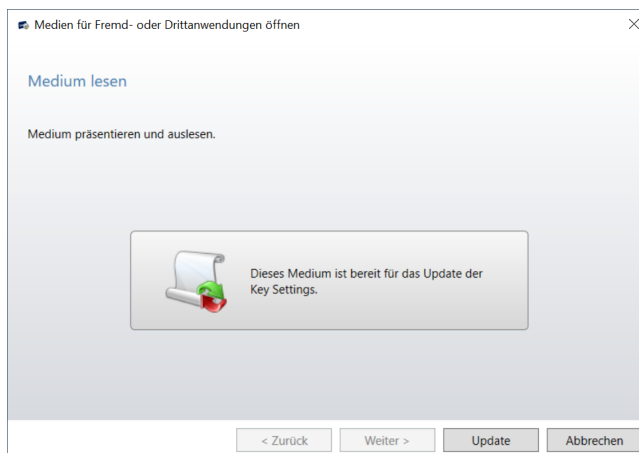 Medien für Fremd- oder Drittanwendungen öffnen
Medium lesen
Medium präsentieren und auslesen.
Dieses Medium ist bereit für das Update der
Key Settings.
< Zurück
Weiter >
Update
Abbrechen